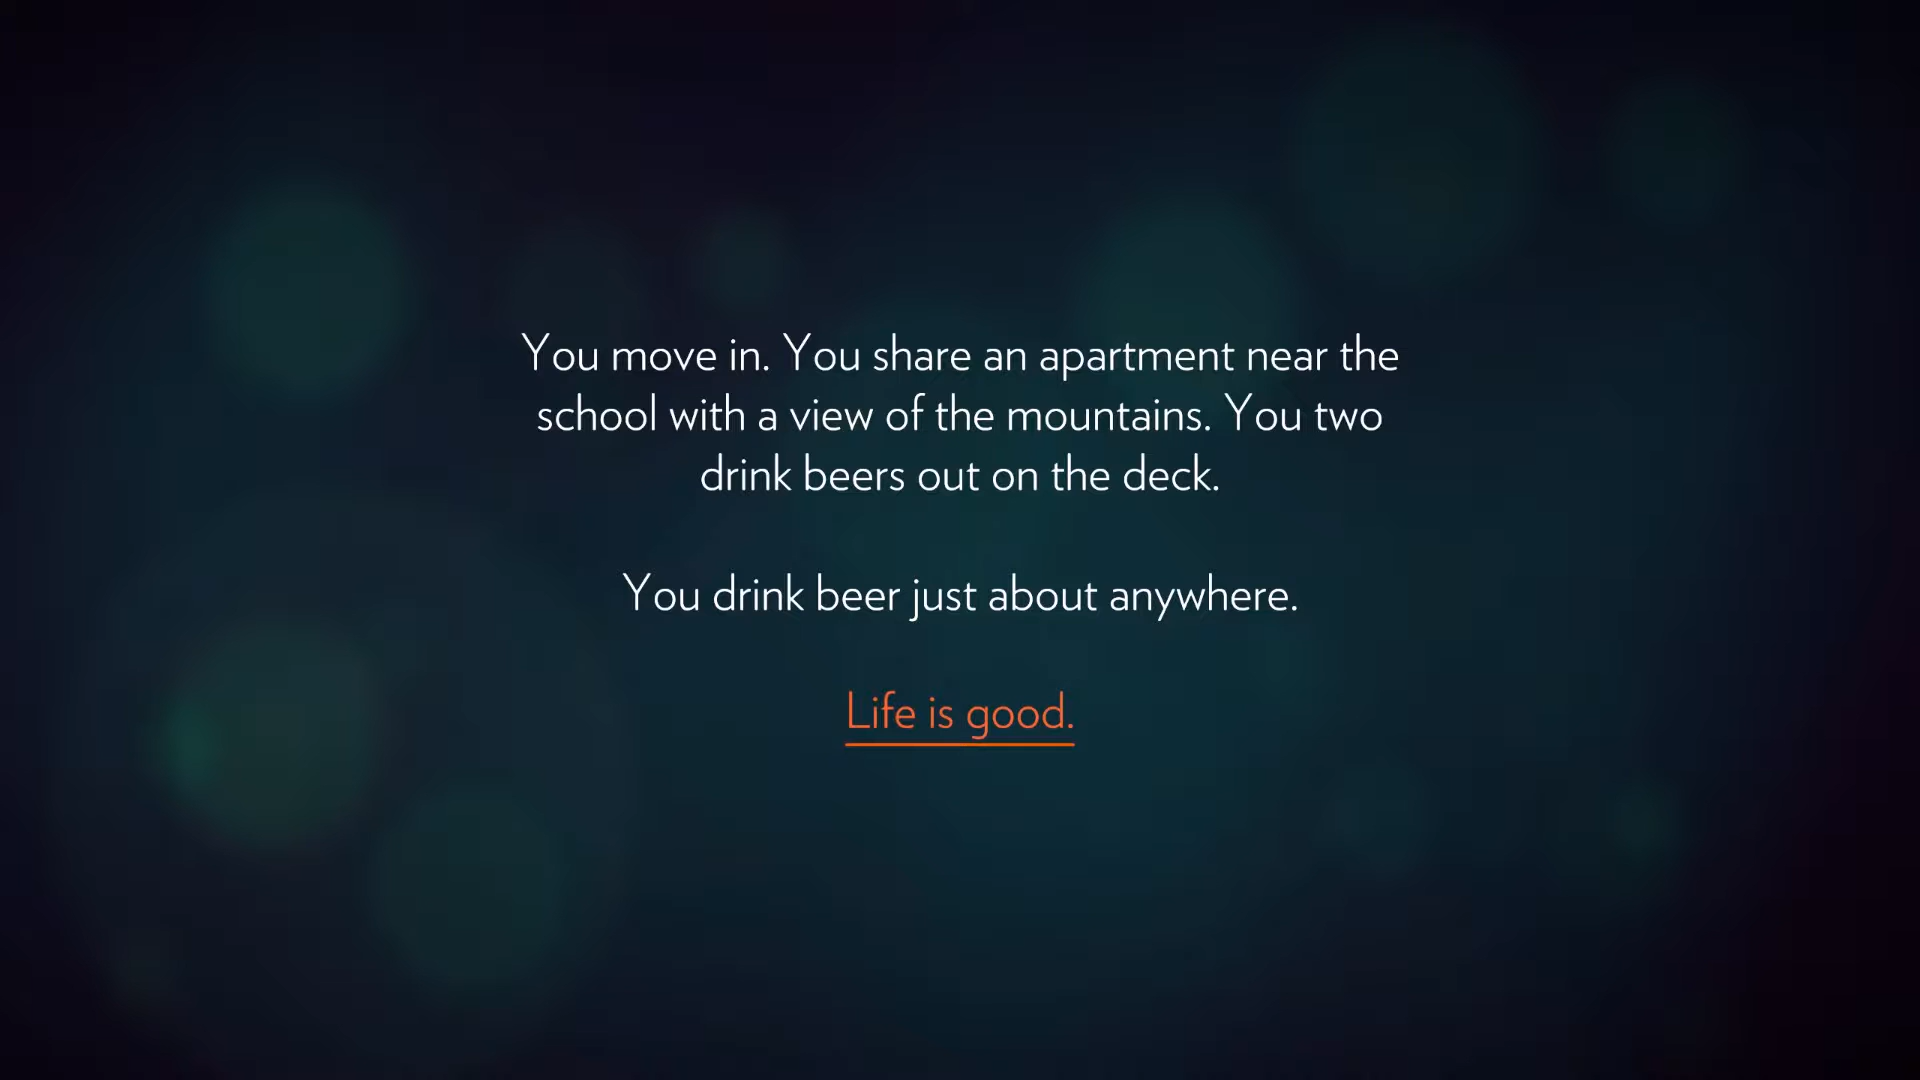 You move in. You share an apartment near the
school with a view of the mountains. You two
drink beers out on the deck.
You drink beer just about anywhere.
Life is good.